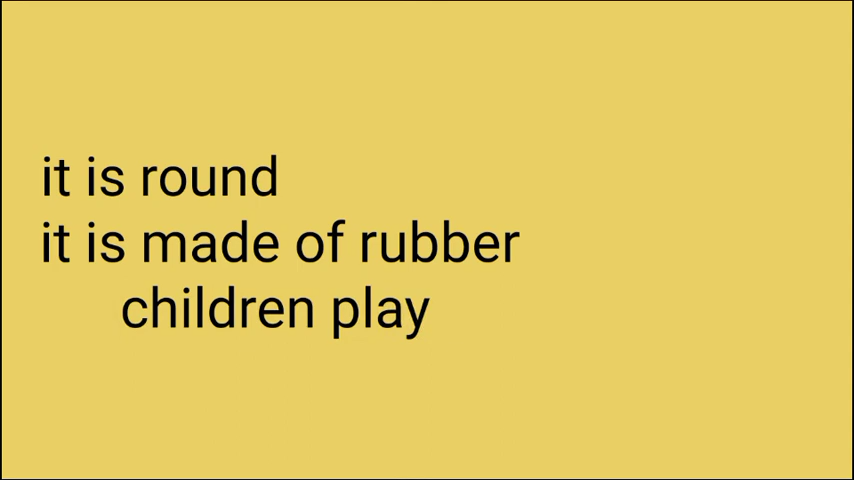 it is round
it is made of rubber
children play